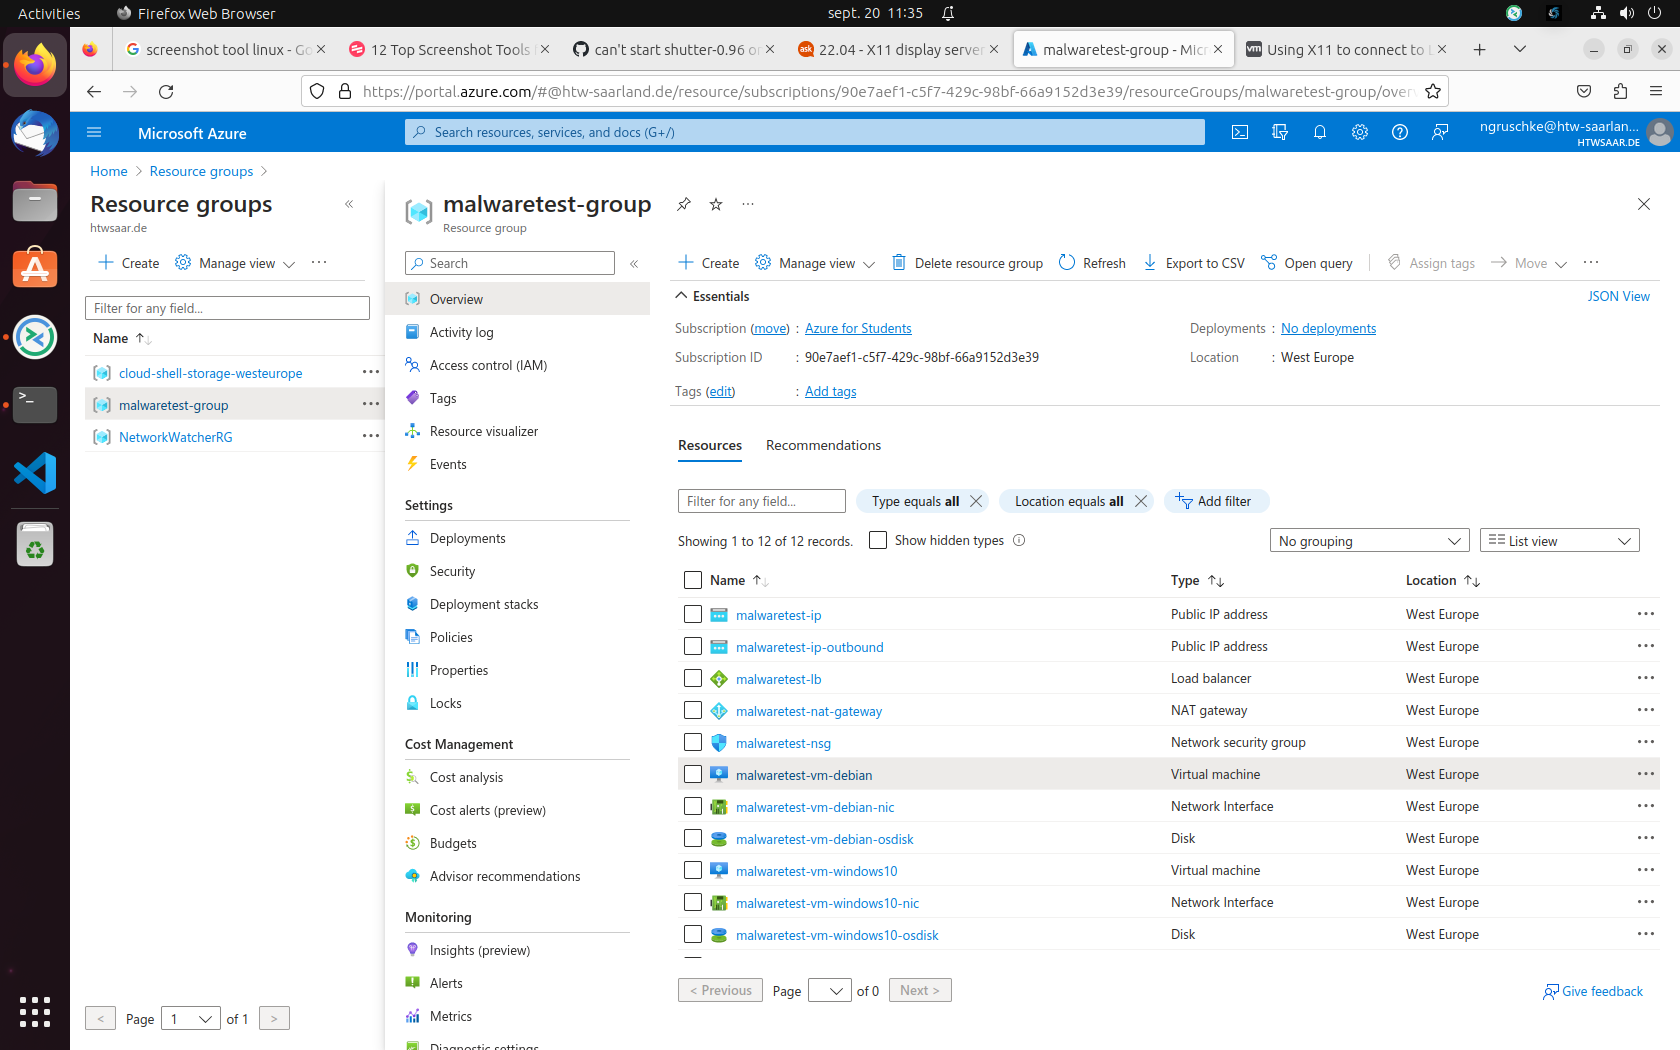 Activities
Firefox Web Browser
sept. 20 11:35
screenshot tool linux - Go
12 Top Screenshot Tools
can't start shutter-0.96 on
22.04 - X11 display server
malwaretest-group - Micr
Using X11 to connect to
https://portal.azure.com/#@htw-saarland.de/resource/subscriptions/90e7aef1-c5f7-429c-98bf-66a9152d3e39/resourceGroups/malwaretest-group/overv
Microsoft Azure
Search resources, services, and docs (G+/)
ngruschke@htw-saarlan...
HTWSAAR.DE
Home > Resource groups >
Resource groups
htwsaar.de
Create
Manage view
Filter for any field...
Name
cloud-shell-storage-westeurope
malwaretest-group
NetworkWatcherRG
< Page 1 of 1 >
malwaretest-group
Resource group
Search
Overview
Activity log
Access control (IAM)
Tags
Resource visualizer
Events
Settings
Deployments
Security
Deployment stacks
Policies
Properties
Locks
Cost Management
Cost analysis
Cost alerts (preview)
Budgets
Advisor recommendations
Monitoring
Insights (preview)
Alerts
Metrics
Diagnostic settings
Create Manage view Delete resource group Refresh Export to CSV Open query Assign tags Move
Essentials
JSON View
Subscription (move) : Azure for Students
Deployments : No deployments
Subscription ID : 90e7aef1-c5f7-429c-98bf-66a9152d3e39
Location : West Europe
Tags (edit) : Add tags
Resources Recommendations
Filter for any field...
Type equals all
Location equals all
Add filter
Showing 1 to 12 of 12 records.
Show hidden types
No grouping
List view
Name Type Location
malwaretest-ip Public IP address West Europe
malwaretest-ip-outbound Public IP address West Europe
malwaretest-lb Load balancer West Europe
malwaretest-nat-gateway NAT gateway West Europe
malwaretest-nsg Network security group West Europe
malwaretest-vm-debian Virtual machine West Europe
malwaretest-vm-debian-nic Network Interface West Europe
malwaretest-vm-debian-osdisk Disk West Europe
malwaretest-vm-windows10 Virtual machine West Europe
malwaretest-vm-windows10-nic Network Interface West Europe
malwaretest-vm-windows10-osdisk Disk West Europe
< Previous Page of 0 Next >
Give feedback